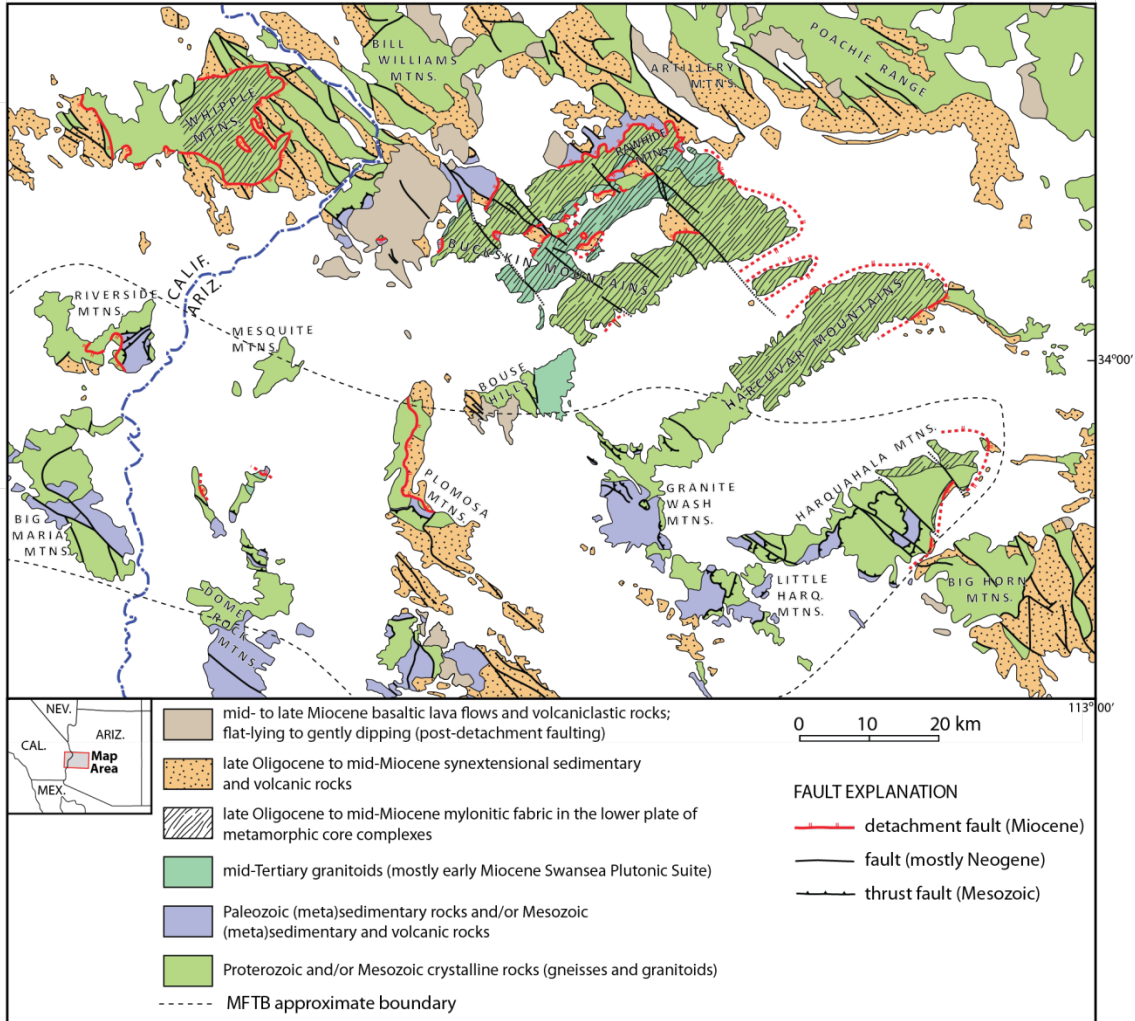 BILL
WILLIAMS
MTNS.
POACHIE RANGE
ARTILLERY
MTNS.
WHIPPLE
MTNS.
RAWHIDE
MTNS.
BUCKSKIN MOUNTAINS
CALIF.
ARIZ.
RIVERSIDE
MTNS.
MESQUITE
MTNS.
34°00'
BOUSE
HILLS
HARCUVAR MOUNTAINS
PLOMOSA
MTNS.
GRANITE
WASH
MTNS.
HARQUAHALA MTNS.
BIG
MARIA
MTNS.
LITTLE
HARQ.
MTNS.
BIG HORN
MTNS.
DOME
ROCK
MTNS.
113°00'
NEV.
CAL.
ARIZ.
Map
Area
MEX.
mid- to late Miocene basaltic lava flows and volcaniclastic rocks;
flat-lying to gently dipping (post-detachment faulting)
late Oligocene to mid-Miocene synextensional sedimentary
and volcanic rocks
late Oligocene to mid-Miocene mylonitic fabric in the lower plate of
metamorphic core complexes
mid-Tertiary granitoids (mostly early Miocene Swansea Plutonic Suite)
Paleozoic (meta)sedimentary rocks and/or Mesozoic
(meta)sedimentary and volcanic rocks
Proterozoic and/or Mesozoic crystalline rocks (gneisses and granitoids)
MFTB approximate boundary
0 10 20 km
FAULT EXPLANATION
detachment fault (Miocene)
fault (mostly Neogene)
thrust fault (Mesozoic)